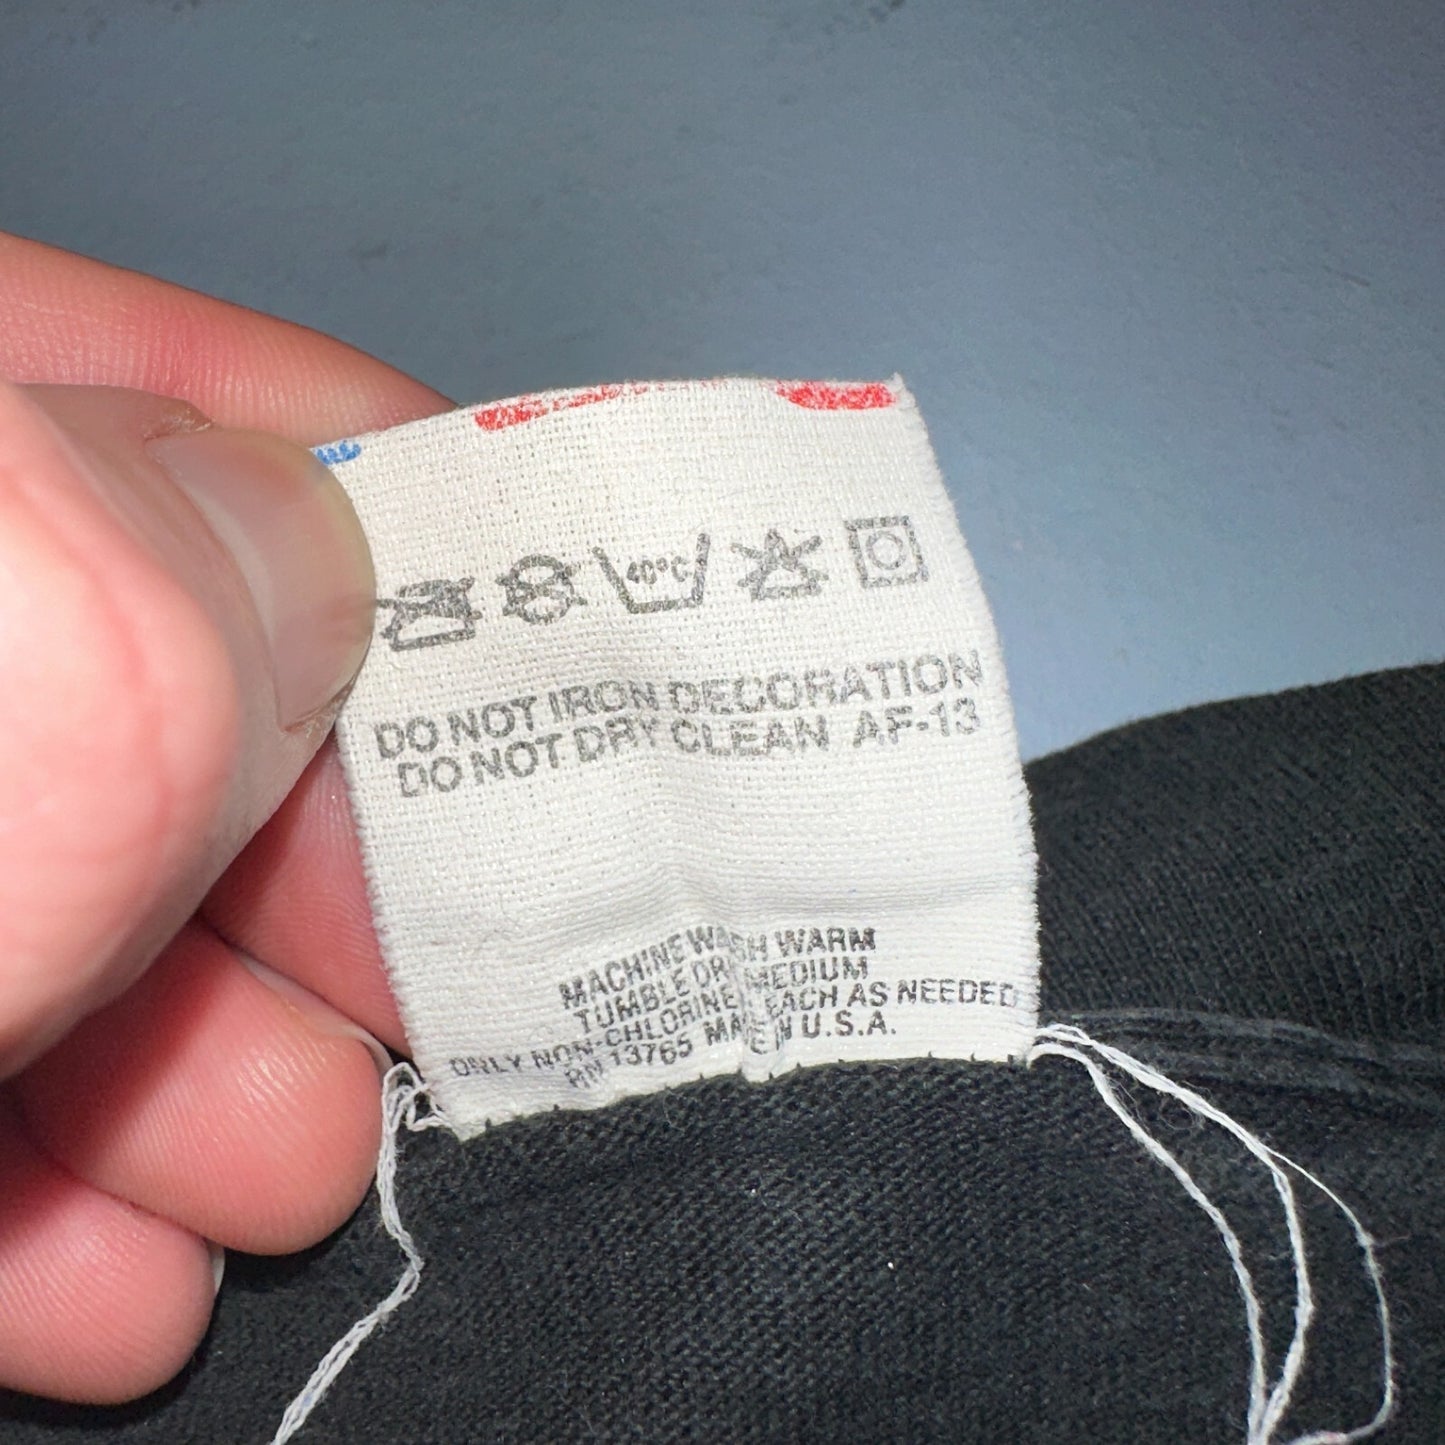 40°C
DO NOT IRON DECORATION
DO NOT DRY CLEAN AF-13
MACHINE WASH WARM
TUMBLE DRY MEDIUM
ONLY NON-CHLORINE BLEACH AS NEEDED
RN 13765 MADE IN U.S.A.